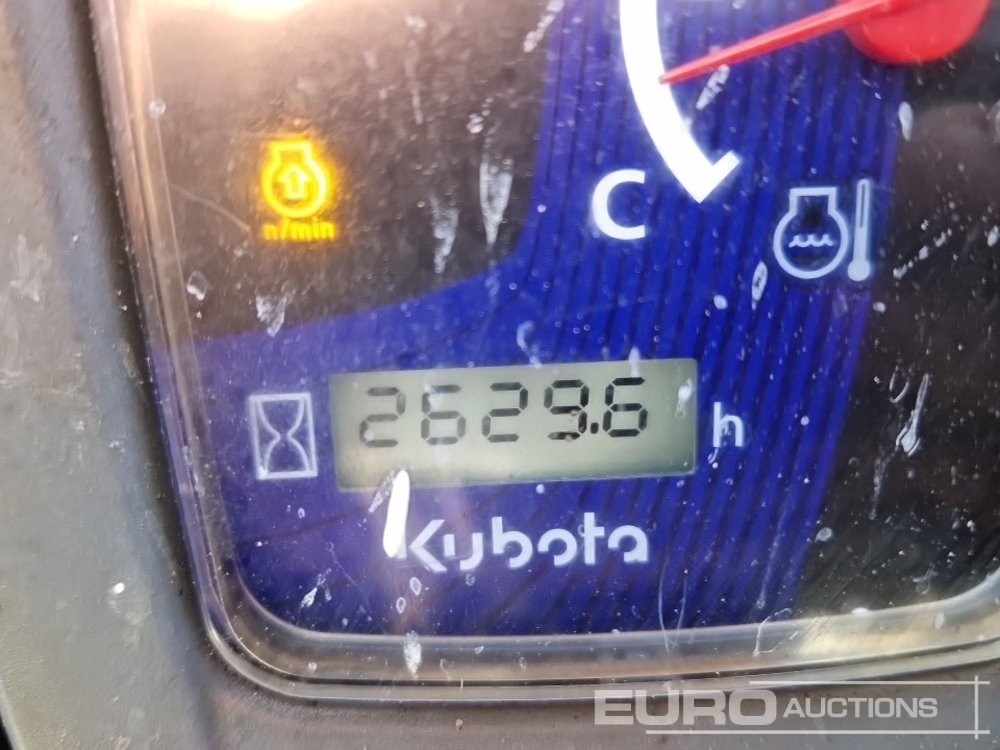 n/min
C
2629.6 h
Kubota
EURO AUCTIONS